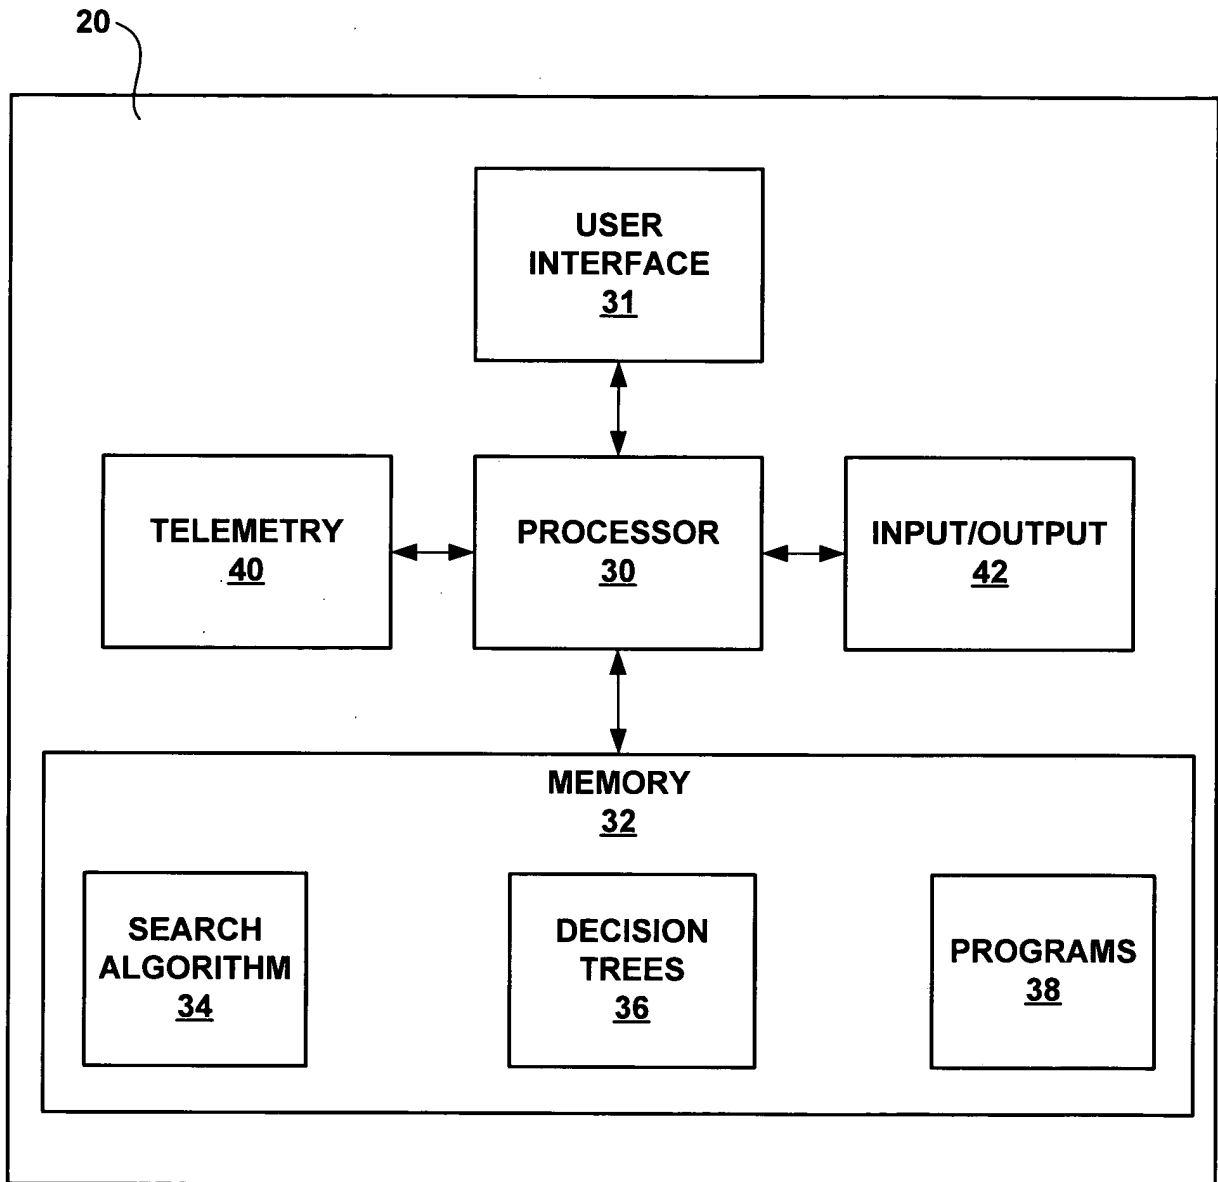 20
USER
INTERFACE
31
TELEMETRY
40
PROCESSOR
30
INPUT/OUTPUT
42
MEMORY
32
SEARCH
ALGORITHM
34
DECISION
TREES
36
PROGRAMS
38